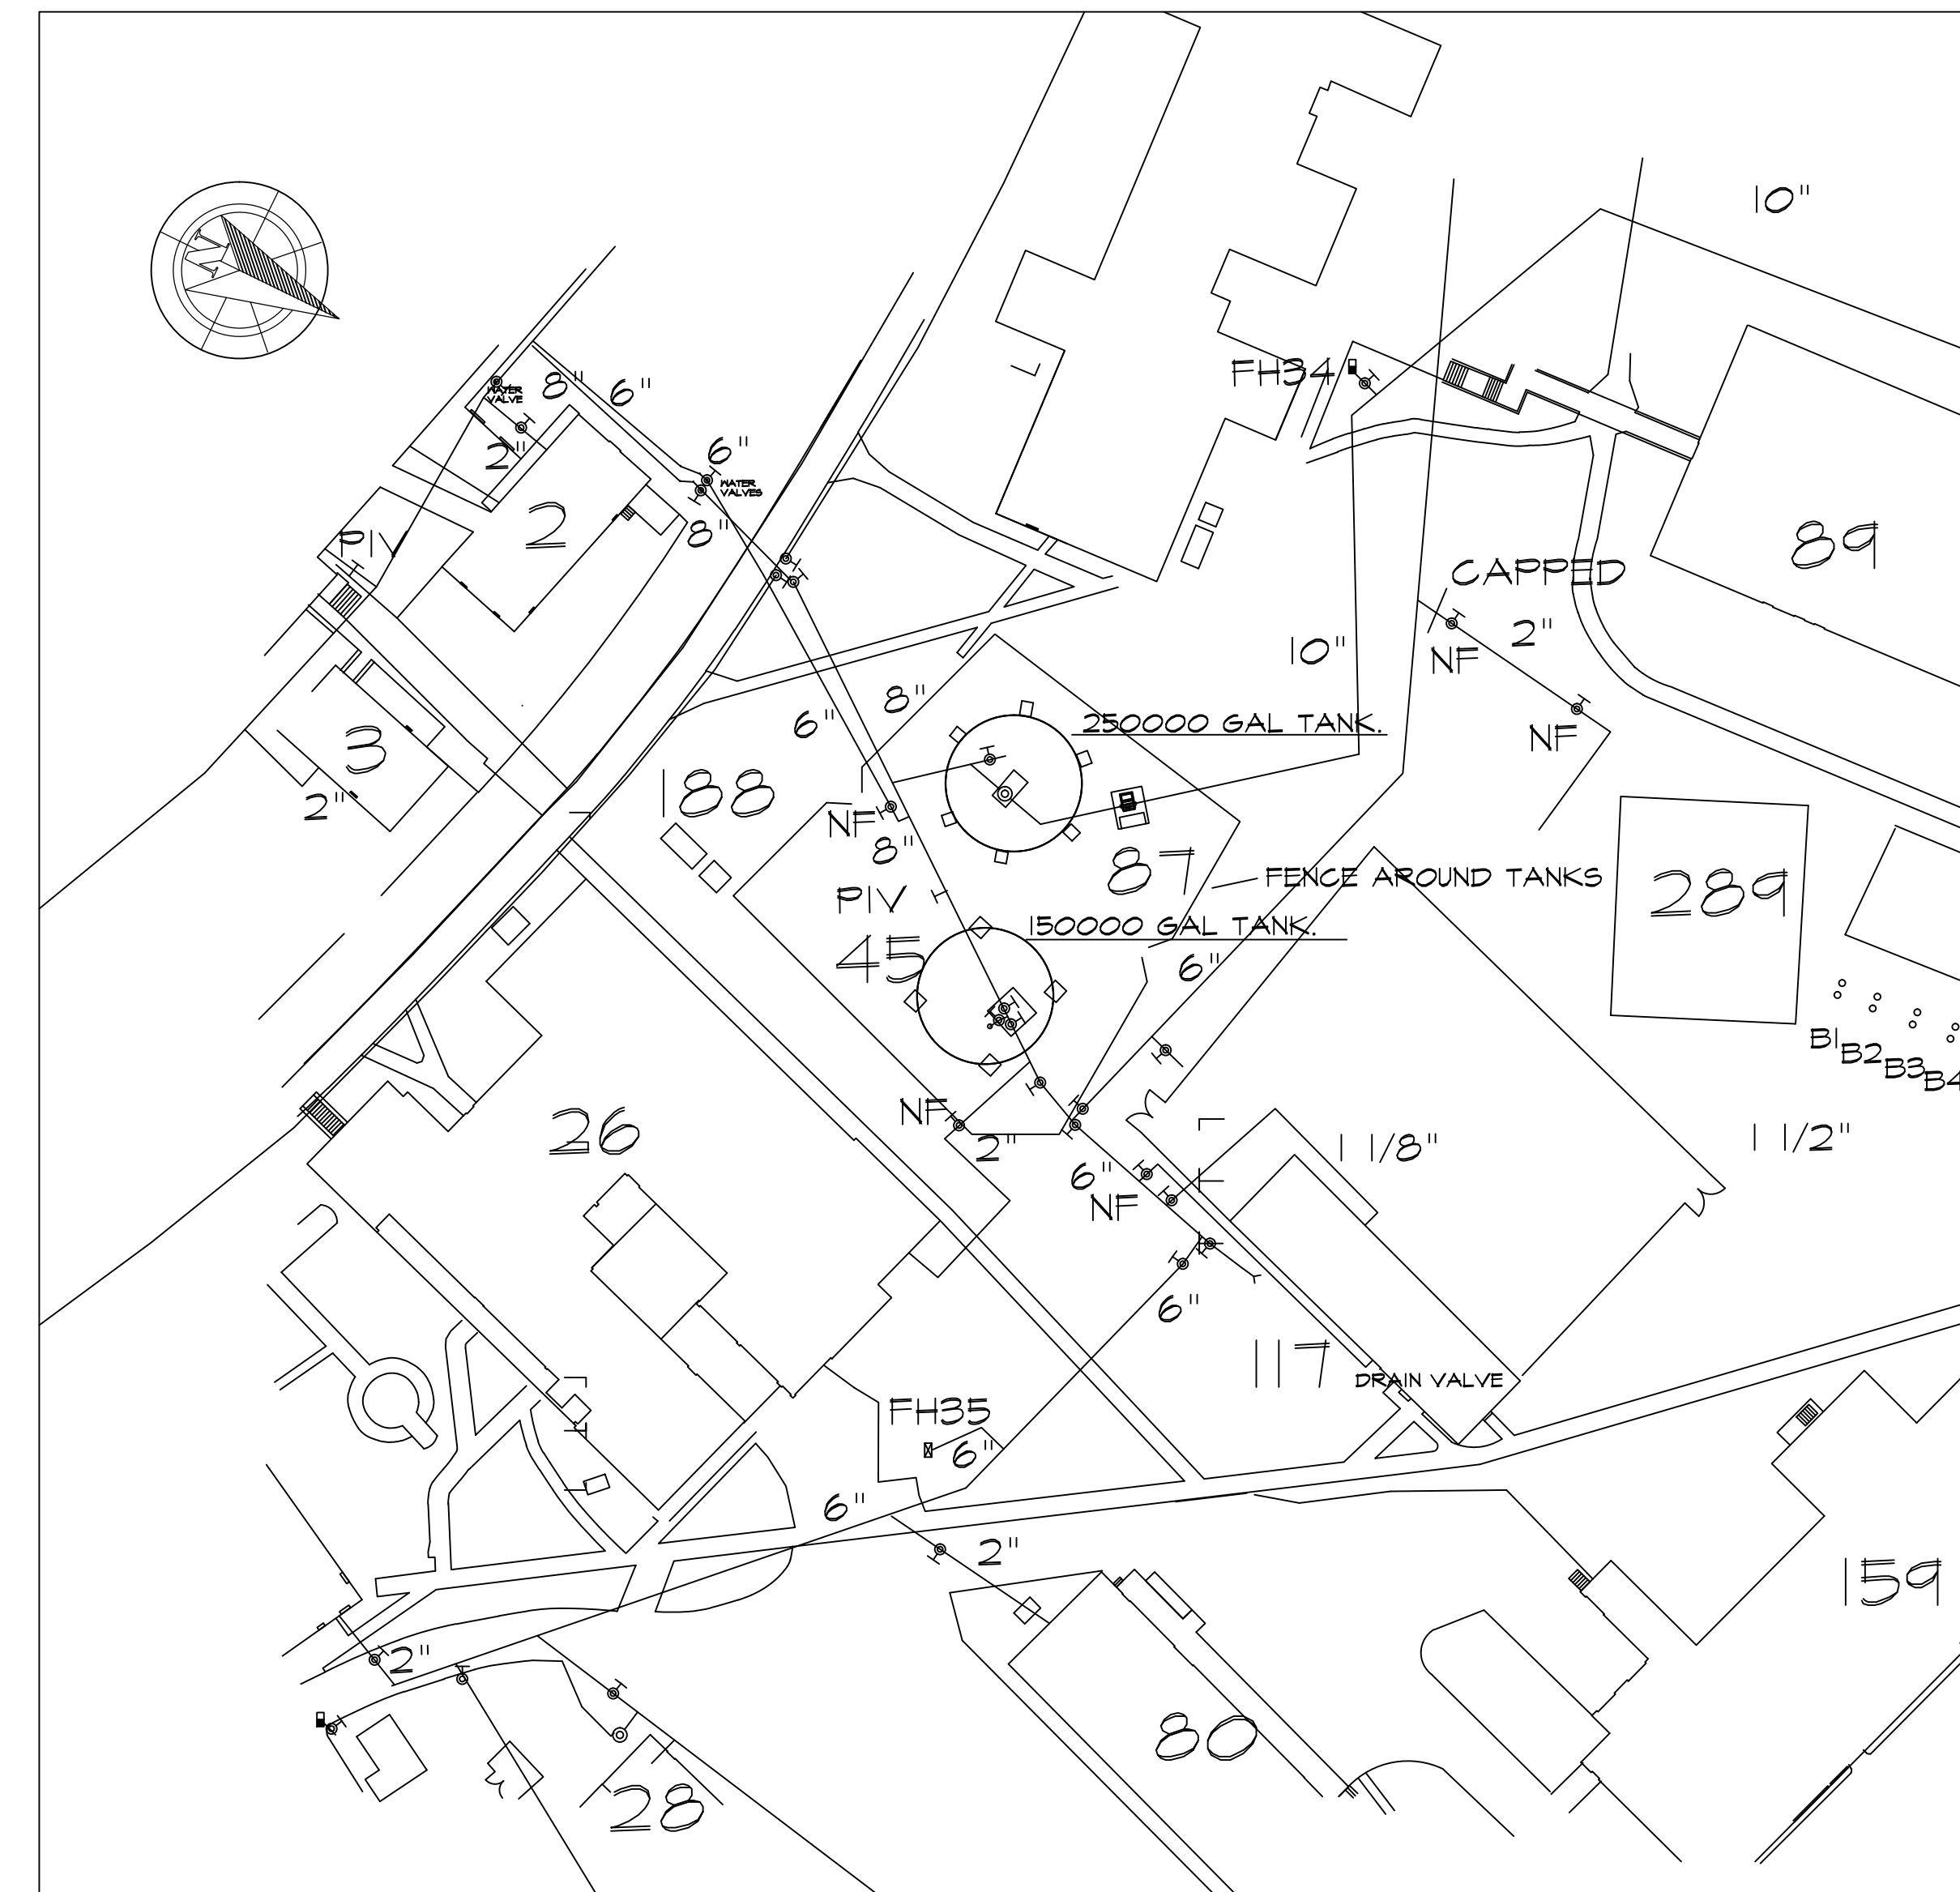 10"
N
FH34
WATER
VALVE
8"
6"
2"
6"
WATER
VALVES
8"
2
PIV
89
CAPPED
2"
NF
10"
NF
8"
6"
250000 GAL TANK.
3
2"
188
NF
8"
87
FENCE AROUND TANKS
289
PIV
150000 GAL TANK.
45
6"
B1
B2
B3
B4
NF
2"
26
1 1/8"
1 1/2"
6"
NF
6"
117
DRAIN VALVE
FH35
6"
6"
2"
159
2"
80
28